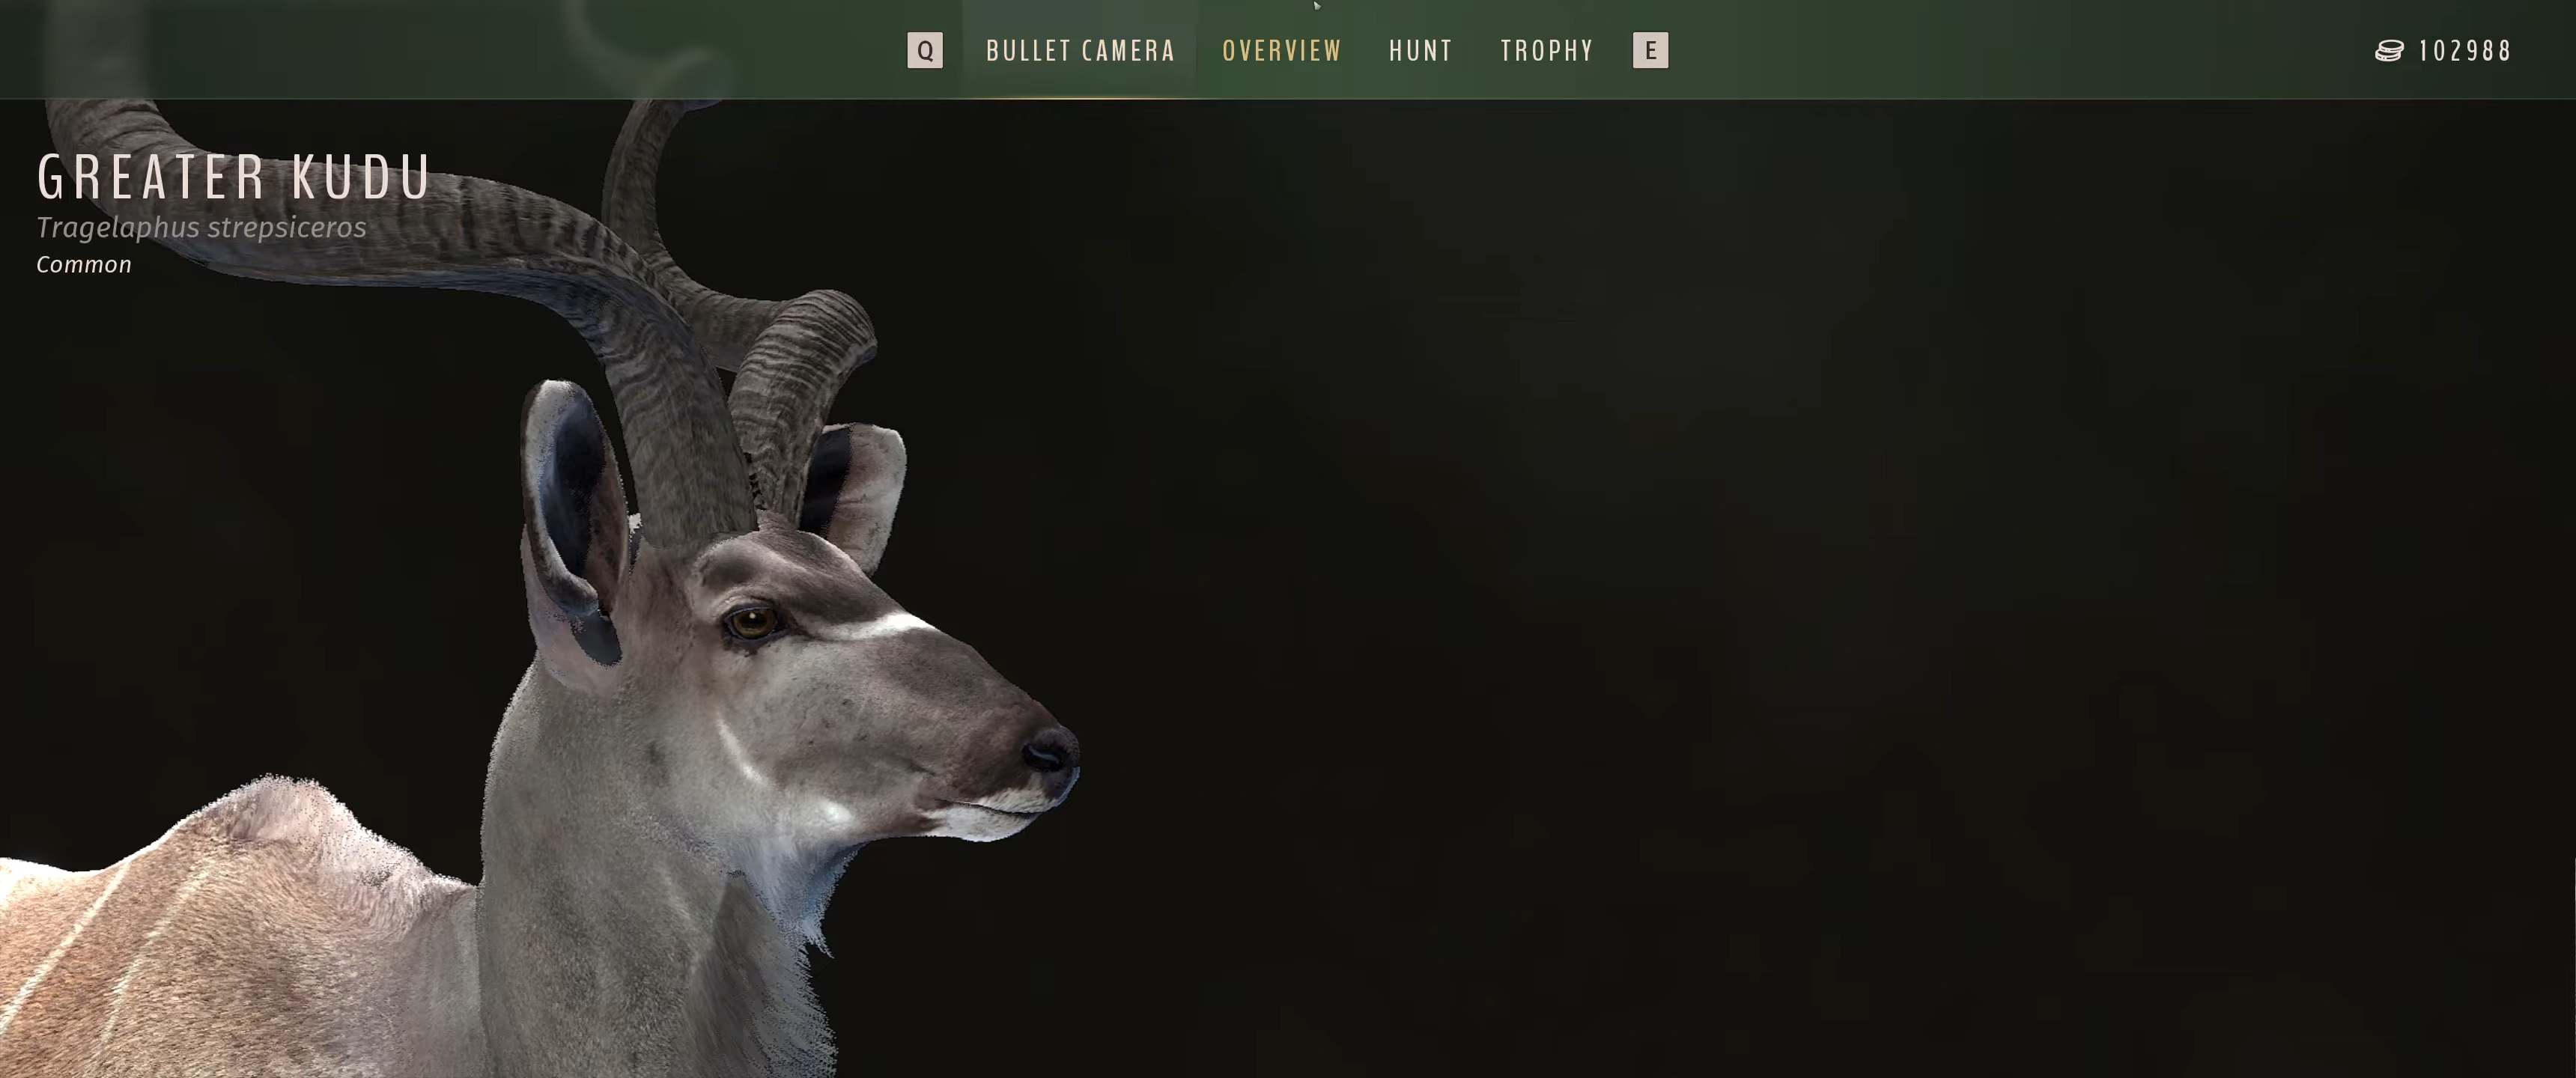 Q BULLET CAMERA OVERVIEW HUNT TROPHY E 102988
GREATER KUDU
Tragelaphus strepsiceros
Common